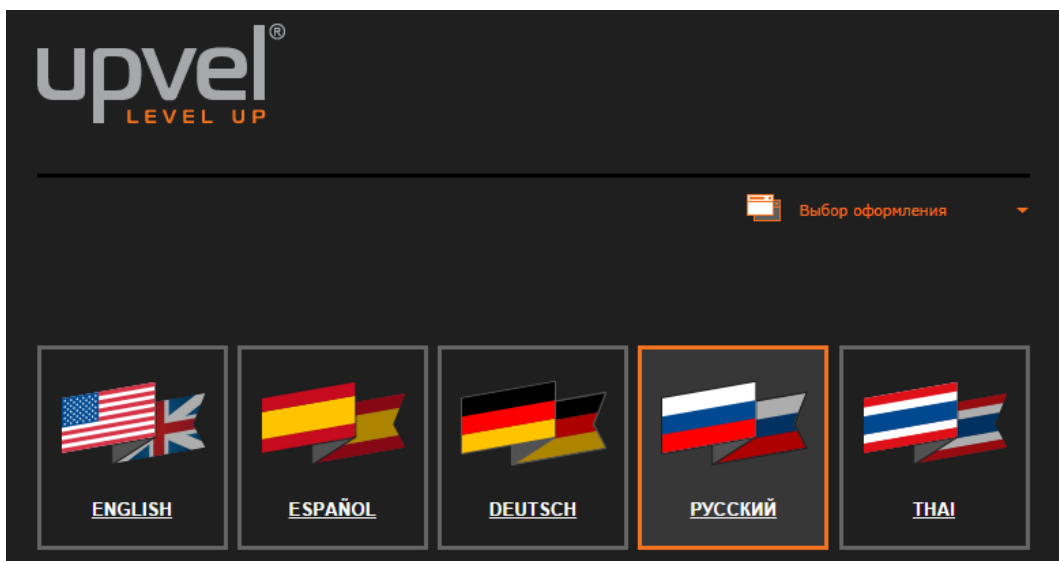 upvel®
LEVEL UP
Выбор оформления
ENGLISH
ESPAÑOL
DEUTSCH
РУССКИЙ
THAI